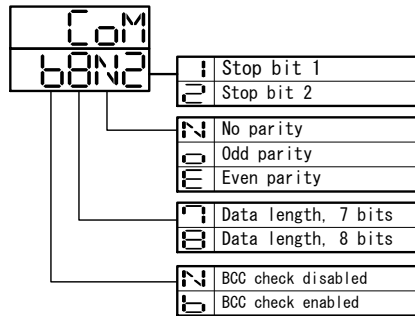 CoM
b8N2
1 Stop bit 1
2 Stop bit 2
N No parity
o Odd parity
E Even parity
7 Data length, 7 bits
8 Data length, 8 bits
N BCC check disabled
b BCC check enabled